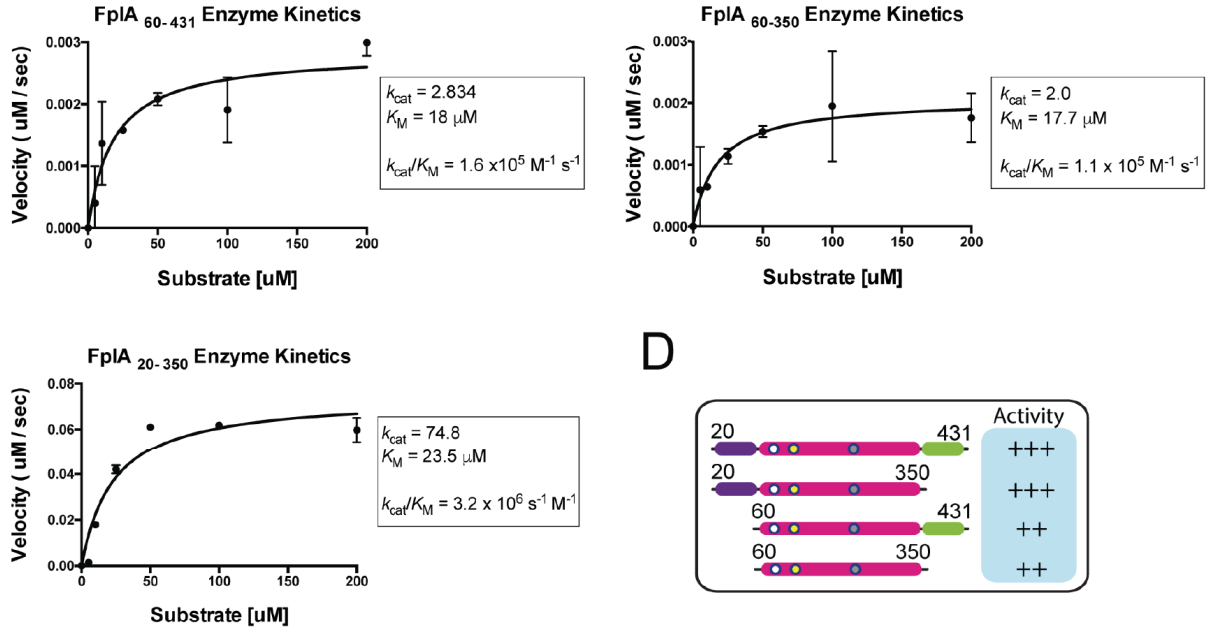 FplA 60-431 Enzyme Kinetics
Velocity ( uM / sec)
0.003
0.002
0.001
0.000
0 50 100 150 200
Substrate [uM]
kcat = 2.834
KM = 18 µM
kcat/KM = 1.6 x10⁵ M⁻¹ s⁻¹
FplA 60-350 Enzyme Kinetics
Velocity ( uM / sec)
0.003
0.002
0.001
0.000
0 50 100 150 200
Substrate [uM]
kcat = 2.0
KM = 17.7 µM
kcat/KM = 1.1 x 10⁵ M⁻¹ s⁻¹
FplA 20-350 Enzyme Kinetics
Velocity ( uM / sec)
0.08
0.06
0.04
0.02
0.00
0 50 100 150 200
Substrate [uM]
kcat = 74.8
KM = 23.5 µM
kcat/KM = 3.2 x 10⁶ s⁻¹ M⁻¹
D
Activity
20 431 +++
20 350 +++
60 431 ++
60 350 ++